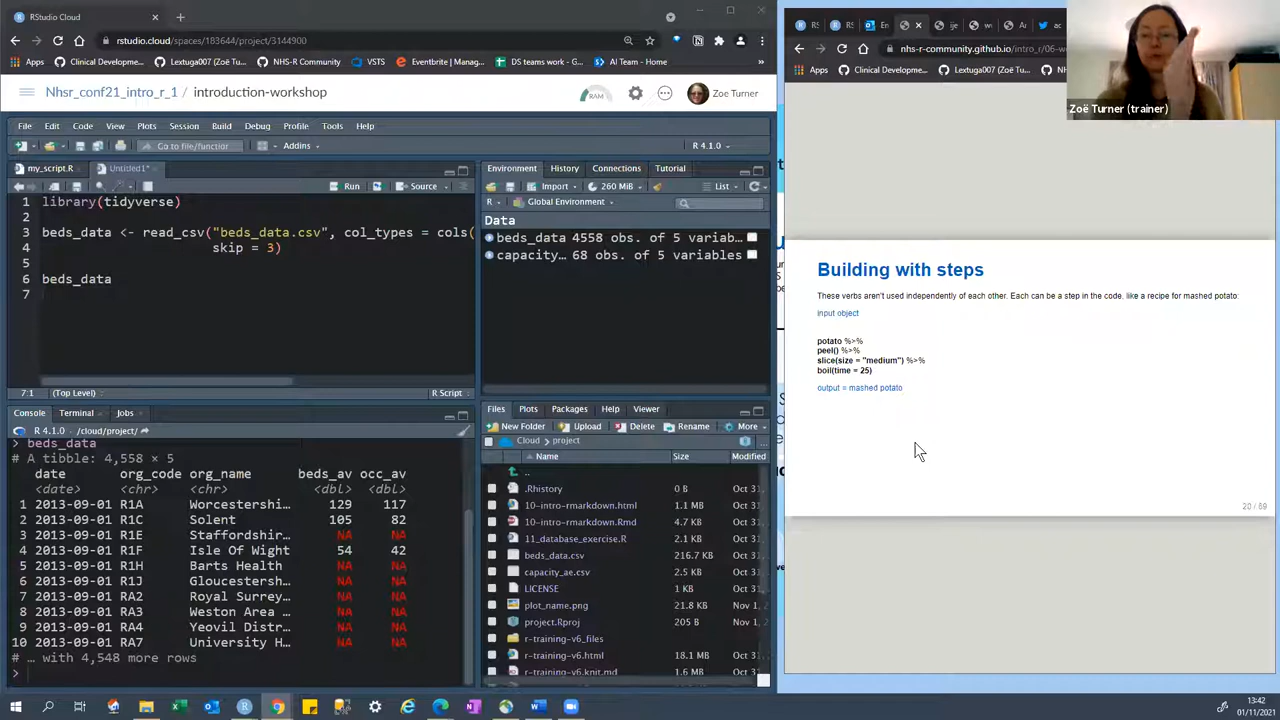 RStudio Cloud
rstudio.cloud/spaces/183644/project/3144900
Apps Clinical Developme... Lextuga007 (Zoë T... NHS-R Community VSTS Eventbrite | Manag... DS teams work - G... AI Team - Home
Nhsr_conf21_intro_r_1 / introduction-workshop
RAM
Zoe Turner
File Edit Code View Plots Session Build Debug Profile Tools Help
Go to file/function Addins R 4.1.0
my_script.R Untitled1*
Run Source
1 library(tidyverse)
2
3 beds_data <- read_csv("beds_data.csv", col_types = cols(
4 skip = 3)
5
6 beds_data
7
7:1 (Top Level) R Script
Environment History Connections Tutorial
Import 260 MiB List
R Global Environment
Data
beds_data 4558 obs. of 5 variab...
capacity... 68 obs. of 5 variables
Console Terminal Jobs
R 4.1.0 · /cloud/project/
> beds_data
# A tibble: 4,558 × 5
date org_code org_name beds_av occ_av
<date> <chr> <chr> <dbl> <dbl>
1 2013-09-01 R1A Worcestershi… 129 117
2 2013-09-01 R1C Solent 105 82
3 2013-09-01 R1E Staffordshir… NA NA
4 2013-09-01 R1F Isle Of Wight 54 42
5 2013-09-01 R1H Barts Health NA NA
6 2013-09-01 R1J Gloucestersh… NA NA
7 2013-09-01 RA2 Royal Surrey… NA NA
8 2013-09-01 RA3 Weston Area … NA NA
9 2013-09-01 RA4 Yeovil Distr… NA NA
10 2013-09-01 RA7 University H… NA NA
# … with 4,548 more rows
>
Files Plots Packages Help Viewer
New Folder Upload Delete Rename More
Cloud project
Name Size Modified
..
.Rhistory 0 B Oct 31,
10-intro-rmarkdown.html 1.1 MB Oct 31,
10-intro-rmarkdown.Rmd 4.7 KB Oct 31,
11_database_exercise.R 2.1 KB Oct 31,
beds_data.csv 216.7 KB Oct 31,
capacity_ae.csv 2.5 KB Oct 31,
LICENSE 1 KB Oct 31,
plot_name.png 21.8 KB Nov 1, 2
project.Rproj 205 B Nov 1, 2
r-training-v6_files
r-training-v6.html 18.1 MB Oct 31,
r-training-v6.knit.md 1.6 MB Oct 31,
nhs-r-community.github.io/intro_r/06-w
Apps Clinical Developme... Lextuga007 (Zoë Tu... NH
Zoë Turner (trainer)
Building with steps
These verbs aren't used independently of each other. Each can be a step in the code, like a recipe for mashed potato:
input object
potato %>%
peel() %>%
slice(size = "medium") %>%
boil(time = 25)
output = mashed potato
20 / 89
13:42
01/11/2021